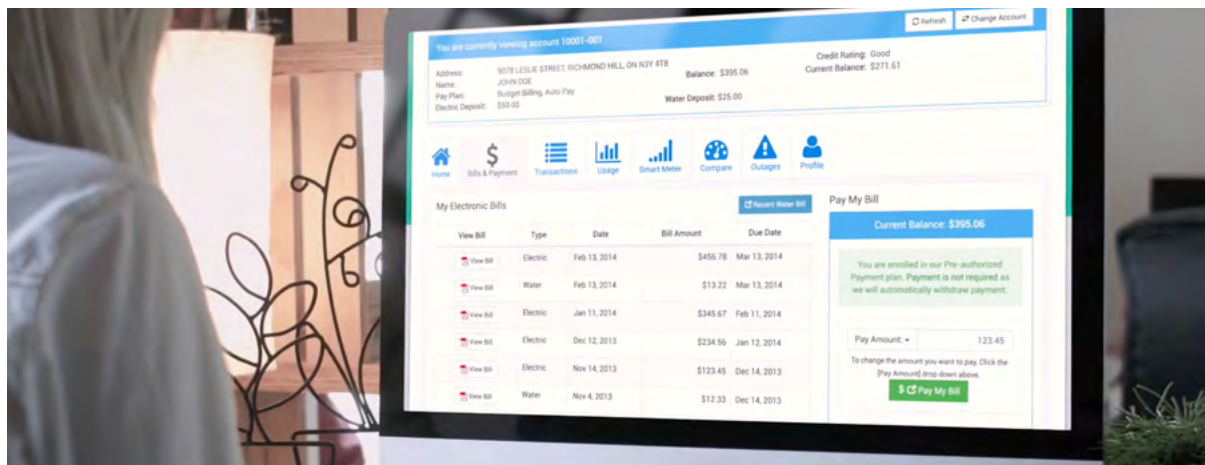 Refresh
Change Account
You are currently viewing account 10001-001
Address: 9078 LESLIE STREET, RICHMOND HILL, ON N3Y 4T8
Name: JOHN DOE
Pay Plan: Budget Billing, Auto Pay
Electric Deposit: $50.00
Balance: $395.06
Water Deposit: $25.00
Credit Rating: Good
Current Balance: $271.61
Home
Bills & Payment
Transactions
Usage
Smart Meter
Compare
Outages
Profile
My Electronic Bills
Recent Water Bill
View Bill Type Date Bill Amount Due Date
View Bill Electric Feb 13, 2014 $456.78 Mar 13, 2014
View Bill Water Feb 13, 2014 $13.22 Mar 13, 2014
View Bill Electric Jan 11, 2014 $345.67 Feb 11, 2014
View Bill Electric Dec 12, 2013 $234.56 Jan 12, 2014
View Bill Electric Nov 14, 2013 $123.45 Dec 14, 2013
View Bill Water Nov 4, 2013 $12.33 Dec 14, 2013
Pay My Bill
Current Balance: $395.06
You are enrolled in our Pre-authorized
Payment plan. Payment is not required as
we will automatically withdraw payment.
Pay Amount: 123.45
To change the amount you want to pay, Click the
[Pay Amount] drop down above.
$ Pay My Bill